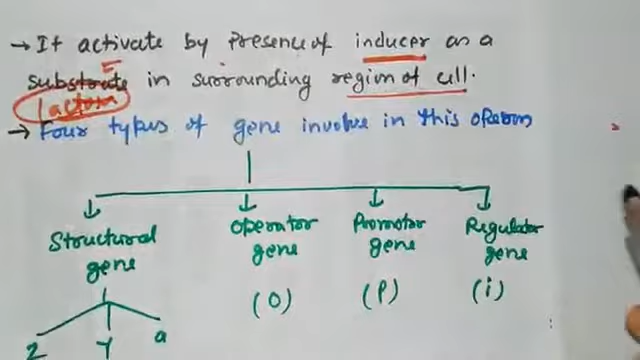 → It activate by presence of inducer as a
substrate in surrounding region of cell.
lactose
→ Four types of gene involve in this operon
Structural gene
Operator gene
(O)
Promotor gene
(P)
Regulator gene
(i)
Z Y a